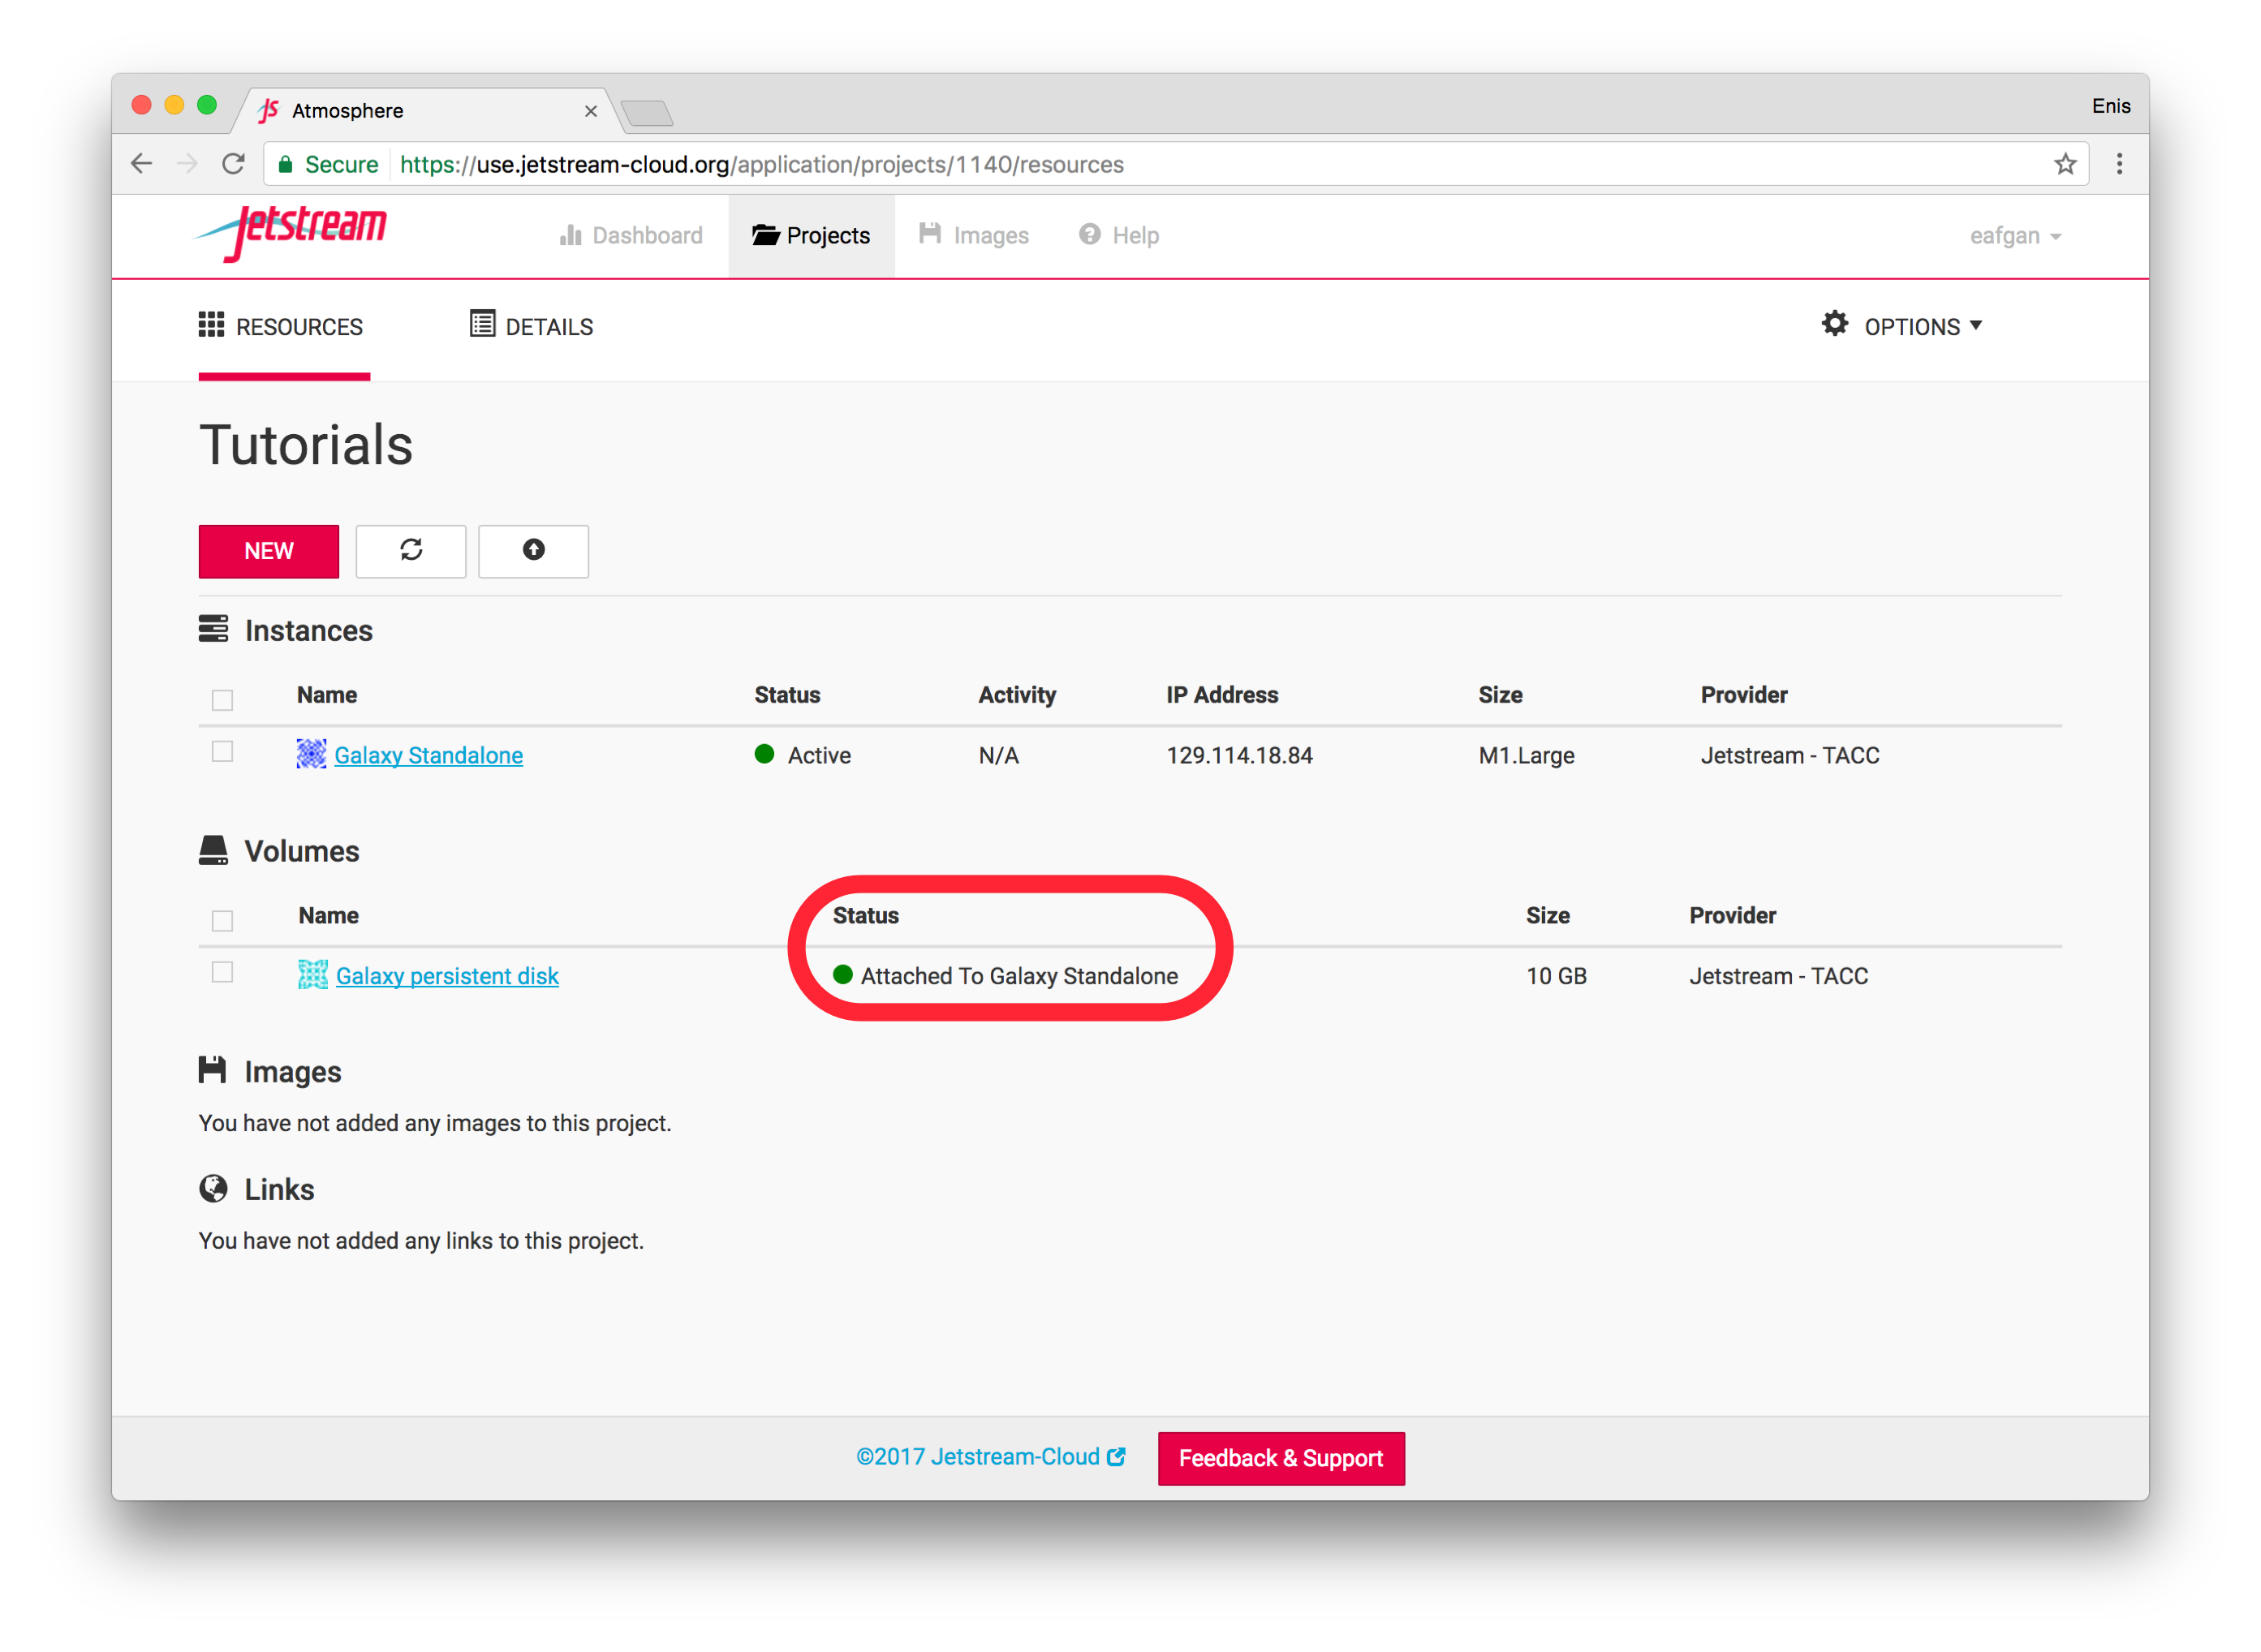 Atmosphere
Enis
Secure https://use.jetstream-cloud.org/application/projects/1140/resources
Jetstream Dashboard Projects Images Help eafgan
RESOURCES DETAILS OPTIONS
Tutorials
NEW
Instances
Name Status Activity IP Address Size Provider
Galaxy Standalone Active N/A 129.114.18.84 M1.Large Jetstream - TACC
Volumes
Name Status Size Provider
Galaxy persistent disk Attached To Galaxy Standalone 10 GB Jetstream - TACC
Images
You have not added any images to this project.
Links
You have not added any links to this project.
©2017 Jetstream-Cloud Feedback & Support